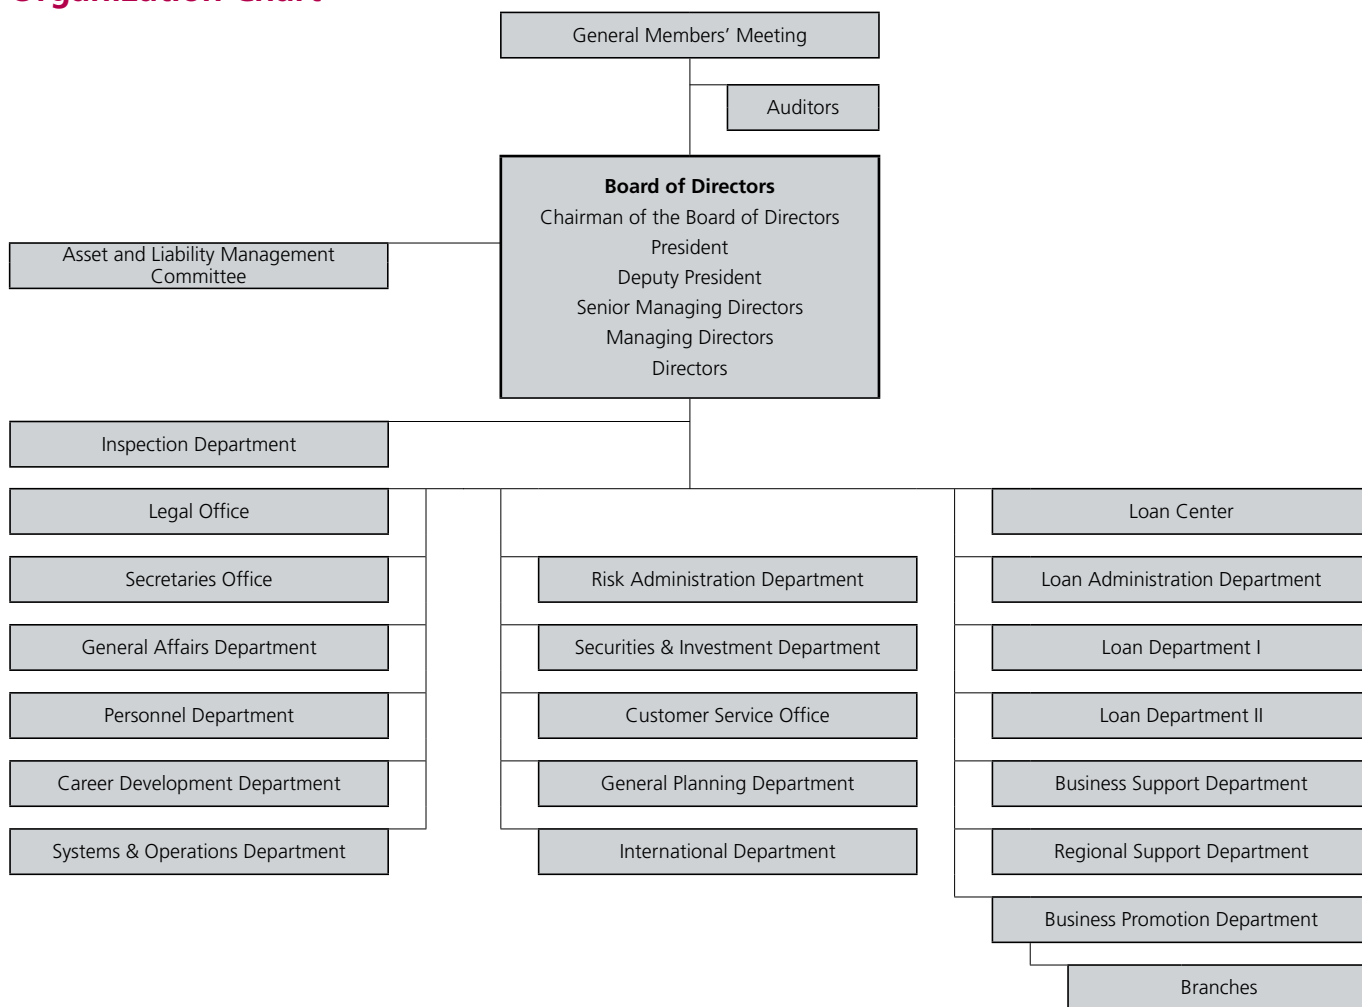 Organization Chart
General Members’ Meeting
Auditors
Board of Directors
Chairman of the Board of Directors
President
Deputy President
Senior Managing Directors
Managing Directors
Directors
Asset and Liability Management
Committee
Inspection Department
Legal Office
Secretaries Office
General Affairs Department
Personnel Department
Career Development Department
Systems & Operations Department
Risk Administration Department
Securities & Investment Department
Customer Service Office
General Planning Department
International Department
Loan Center
Loan Administration Department
Loan Department I
Loan Department II
Business Support Department
Regional Support Department
Business Promotion Department
Branches